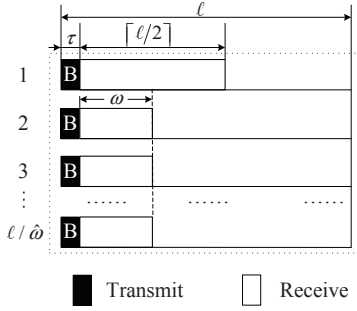 ℓ
τ ⌈ℓ/2⌉
1 B
ω
2 B
3 B
⋮ ...... ...... ......
ℓ/ω̂ B
Transmit Receive